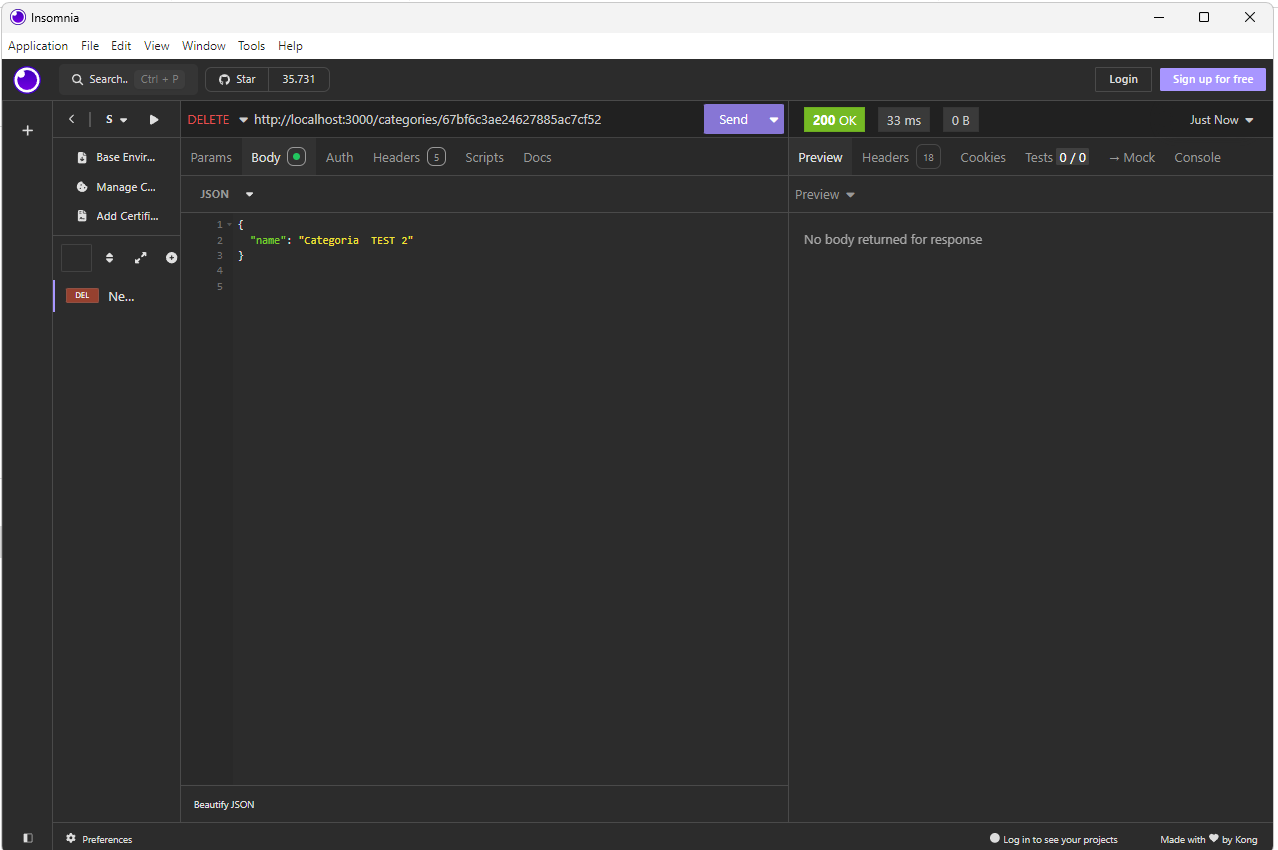 Insomnia
Application File Edit View Window Tools Help
Search.. Ctrl + P Star 35.731 Login Sign up for free
S DELETE http://localhost:3000/categories/67bf6c3ae24627885ac7cf52 Send 200 OK 33 ms 0 B Just Now
Base Envir... Params Body Auth Headers 5 Scripts Docs Preview Headers 18 Cookies Tests 0 / 0 → Mock Console
Manage C... JSON Preview
Add Certifi...
1 {
2 "name": "Categoria  TEST 2"
3 }
4
5
No body returned for response
DEL Ne...
Beautify JSON
Preferences Log in to see your projects Made with ❤ by Kong